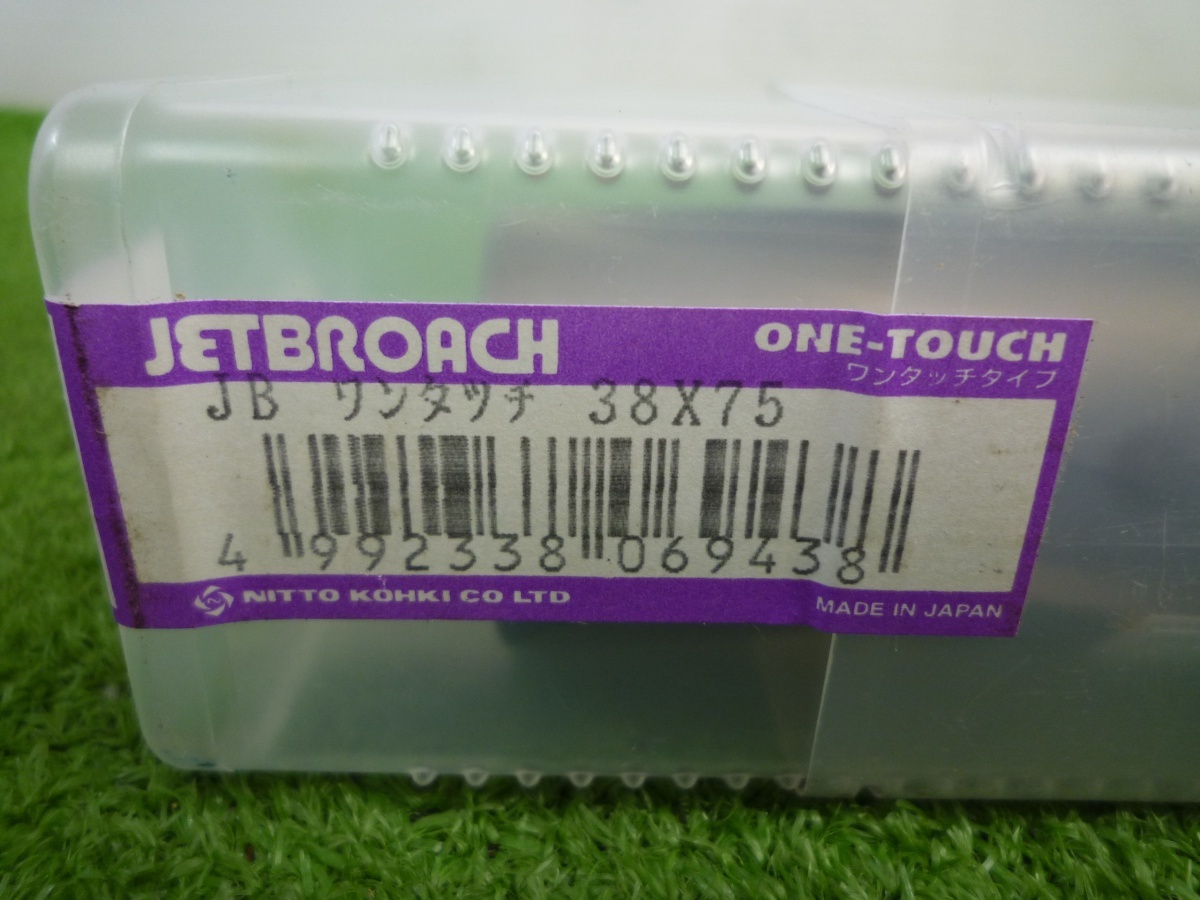 JETBROACH
ONE-TOUCH
ワンタッチタイプ
JB ワンタッチ 38X75
4 992338 069438
NITTO KOHKI CO LTD
MADE IN JAPAN